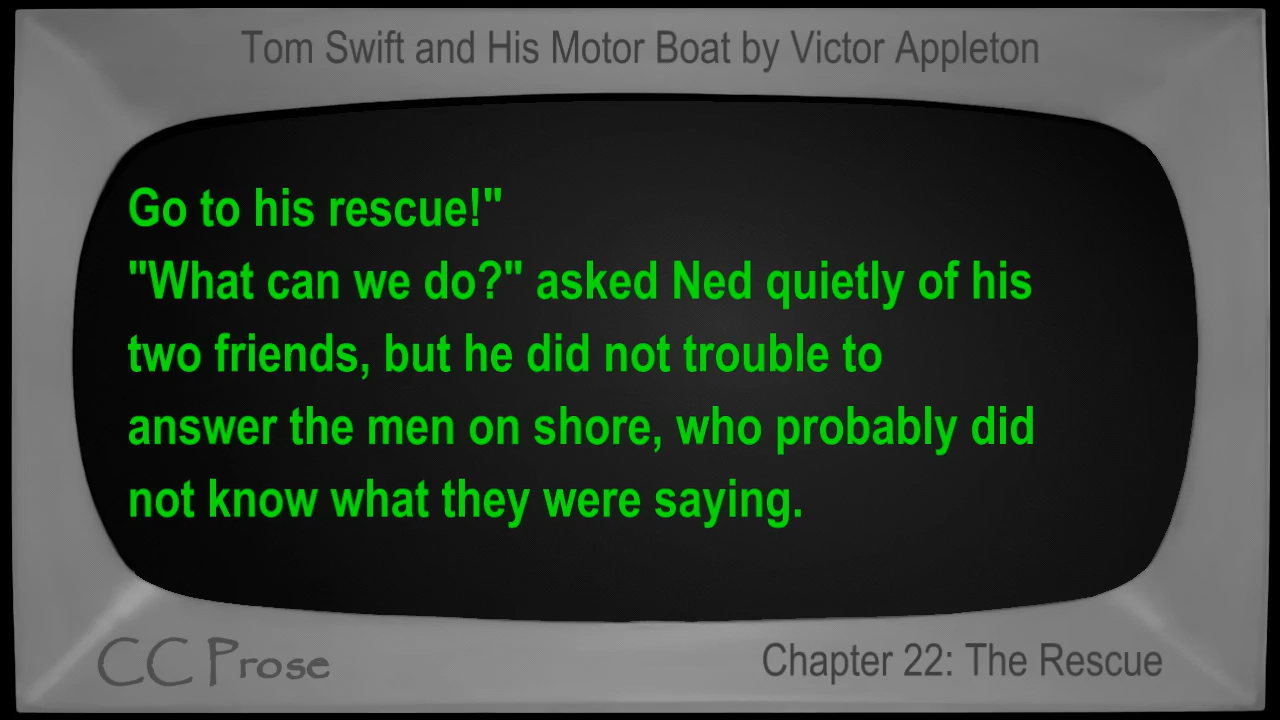 Tom Swift and His Motor Boat by Victor Appleton
Go to his rescue!"
"What can we do?" asked Ned quietly of his
two friends, but he did not trouble to
answer the men on shore, who probably did
not know what they were saying.
CC Prose
Chapter 22: The Rescue